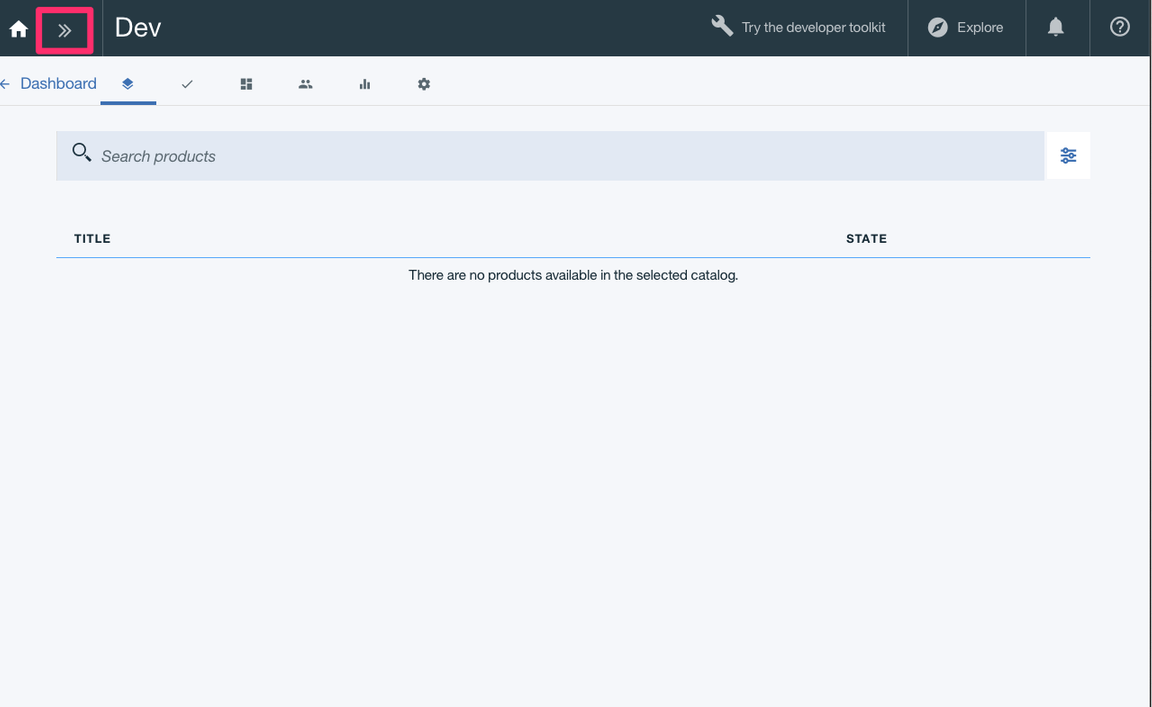 Dev
Try the developer toolkit
Explore
Dashboard
Search products
TITLE STATE
There are no products available in the selected catalog.